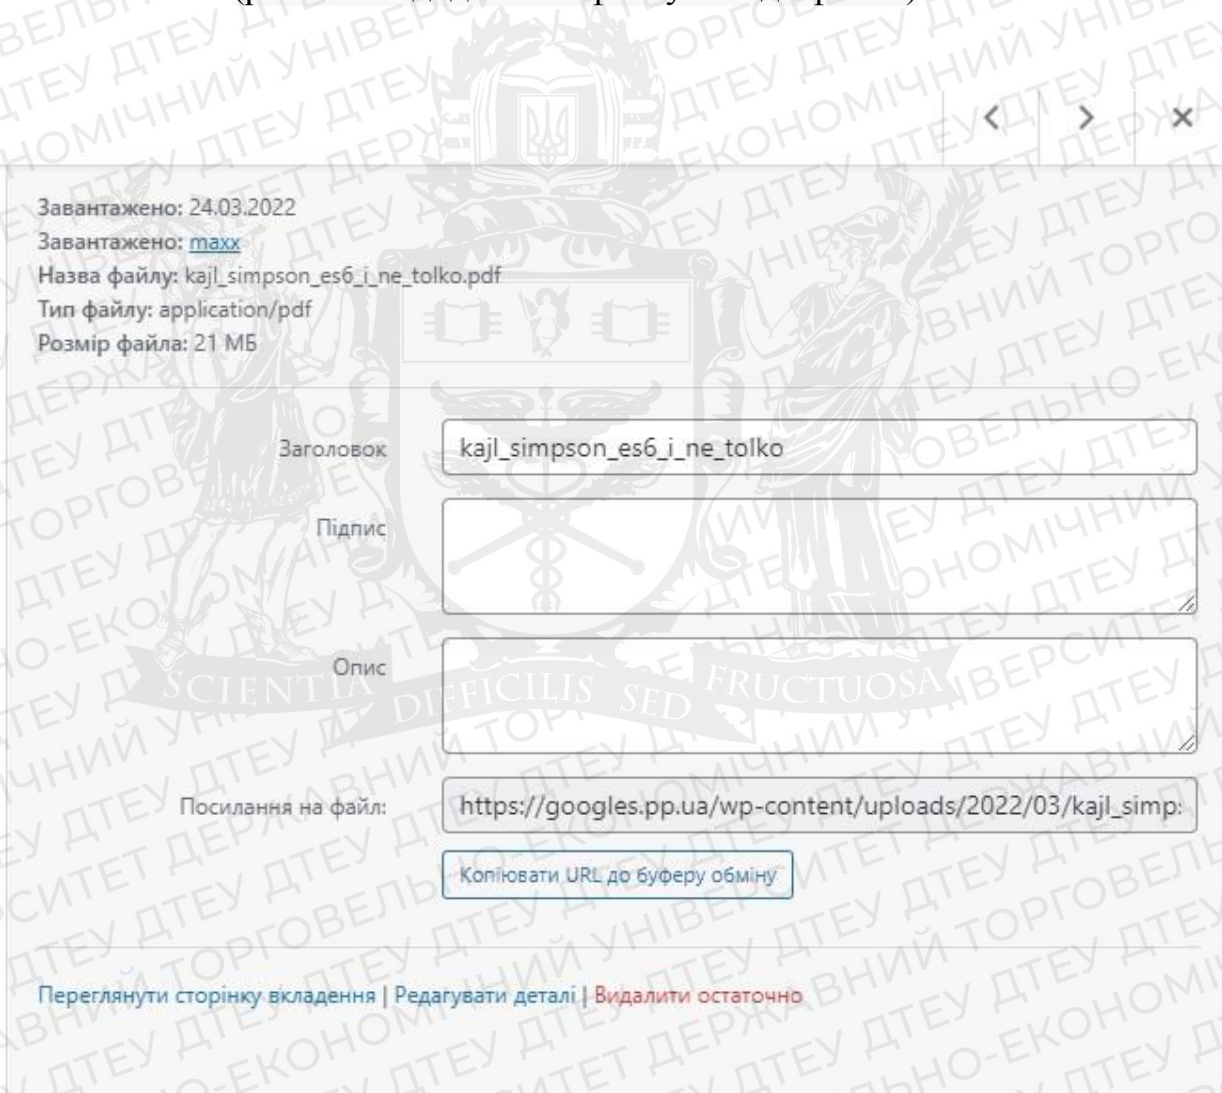 Завантажено: 24.03.2022
Завантажено: maxx
Назва файлу: kajl_simpson_es6_i_ne_tolko.pdf
Тип файлу: application/pdf
Розмір файла: 21 МБ
Заголовок kajl_simpson_es6_i_ne_tolko
Підпис
Опис
SCIENTIA DIFFICILIS SED FRUCTUOSA
Посилання на файл: https://googles.pp.ua/wp-content/uploads/2022/03/kajl_simp
Копіювати URL до буферу обміну
Переглянути сторінку вкладення | Редагувати деталі | Видалити остаточно